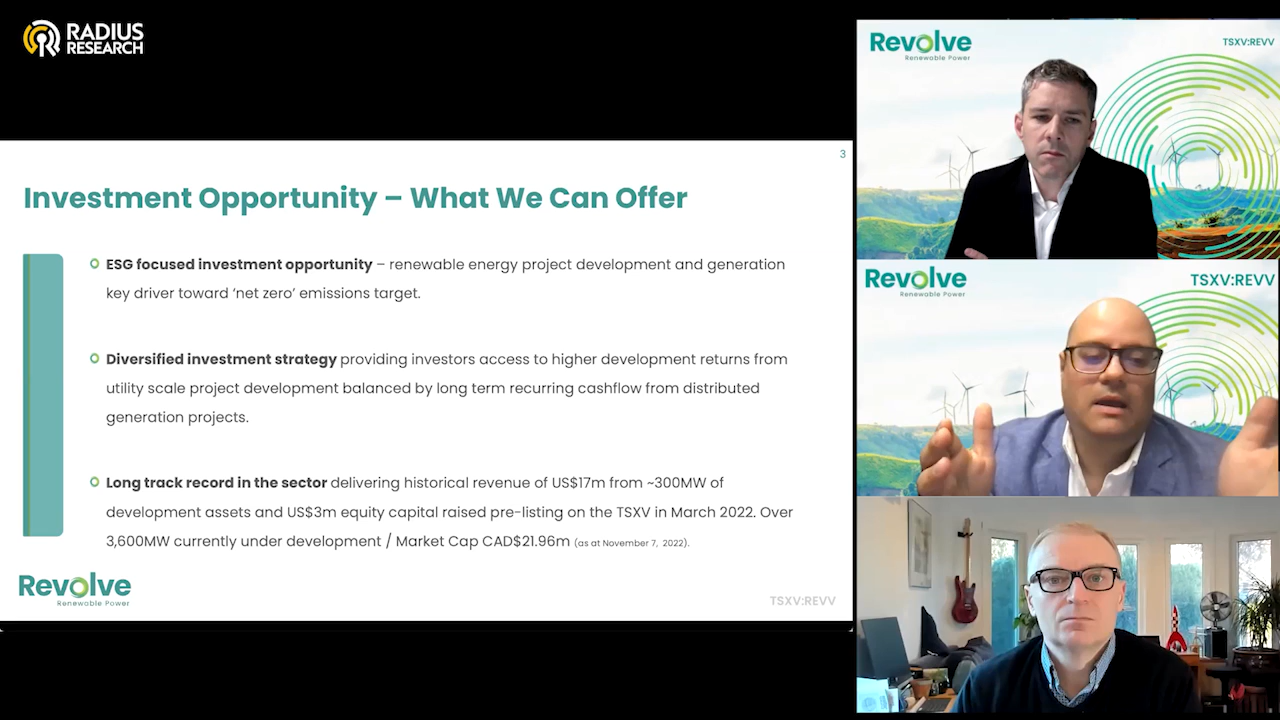 RADIUS
RESEARCH
3
Investment Opportunity – What We Can Offer
ESG focused investment opportunity – renewable energy project development and generation
key driver toward ‘net zero’ emissions target.
Diversified investment strategy providing investors access to higher development returns from
utility scale project development balanced by long term recurring cashflow from distributed
generation projects.
Long track record in the sector delivering historical revenue of US$17m from ~300MW of
development assets and US$3m equity capital raised pre-listing on the TSXV in March 2022. Over
3,600MW currently under development / Market Cap CAD$21.96m (as at November 7, 2022).
Revolve
Renewable Power
TSXV:REVV
Revolve
Renewable Power
TSXV:REVV
Revolve
Renewable Power
TSXV:REVV